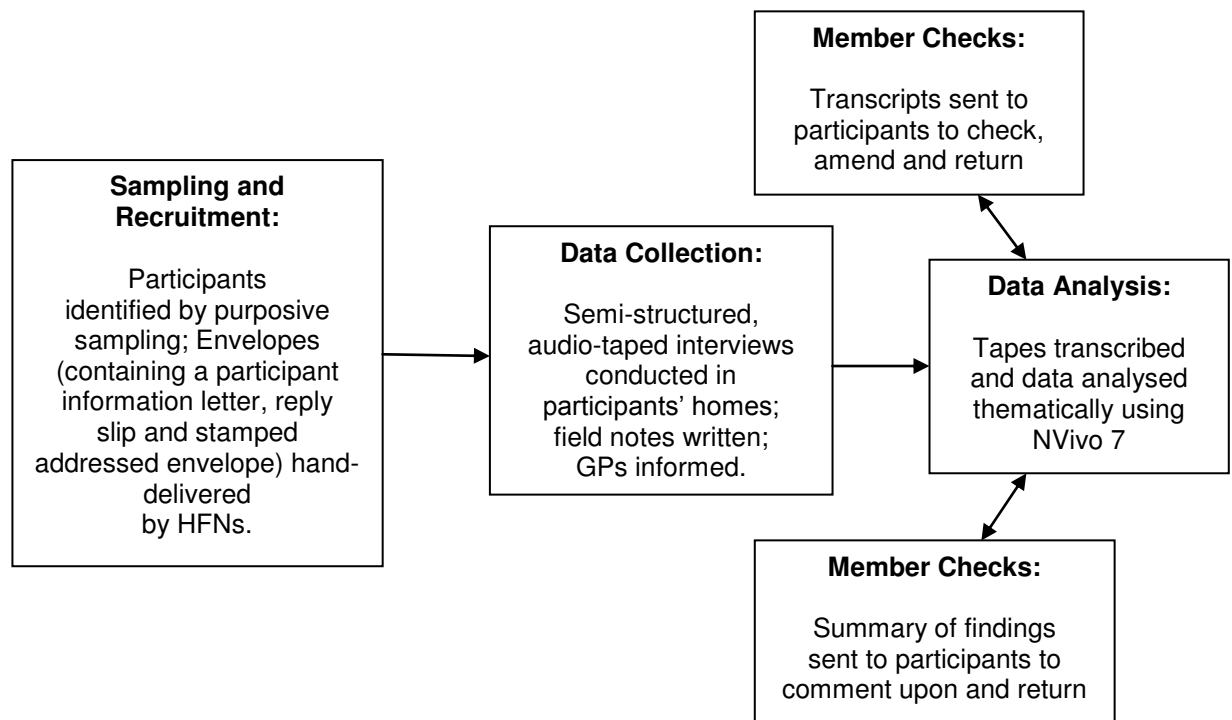 Sampling and
Recruitment:
Participants
identified by purposive
sampling; Envelopes
(containing a participant
information letter, reply
slip and stamped
addressed envelope) hand-
delivered
by HFNs.
Data Collection:
Semi-structured,
audio-taped interviews
conducted in
participants’ homes;
field notes written;
GPs informed.
Member Checks:
Transcripts sent to
participants to check,
amend and return
Data Analysis:
Tapes transcribed
and data analysed
thematically using
NVivo 7
Member Checks:
Summary of findings
sent to participants to
comment upon and return